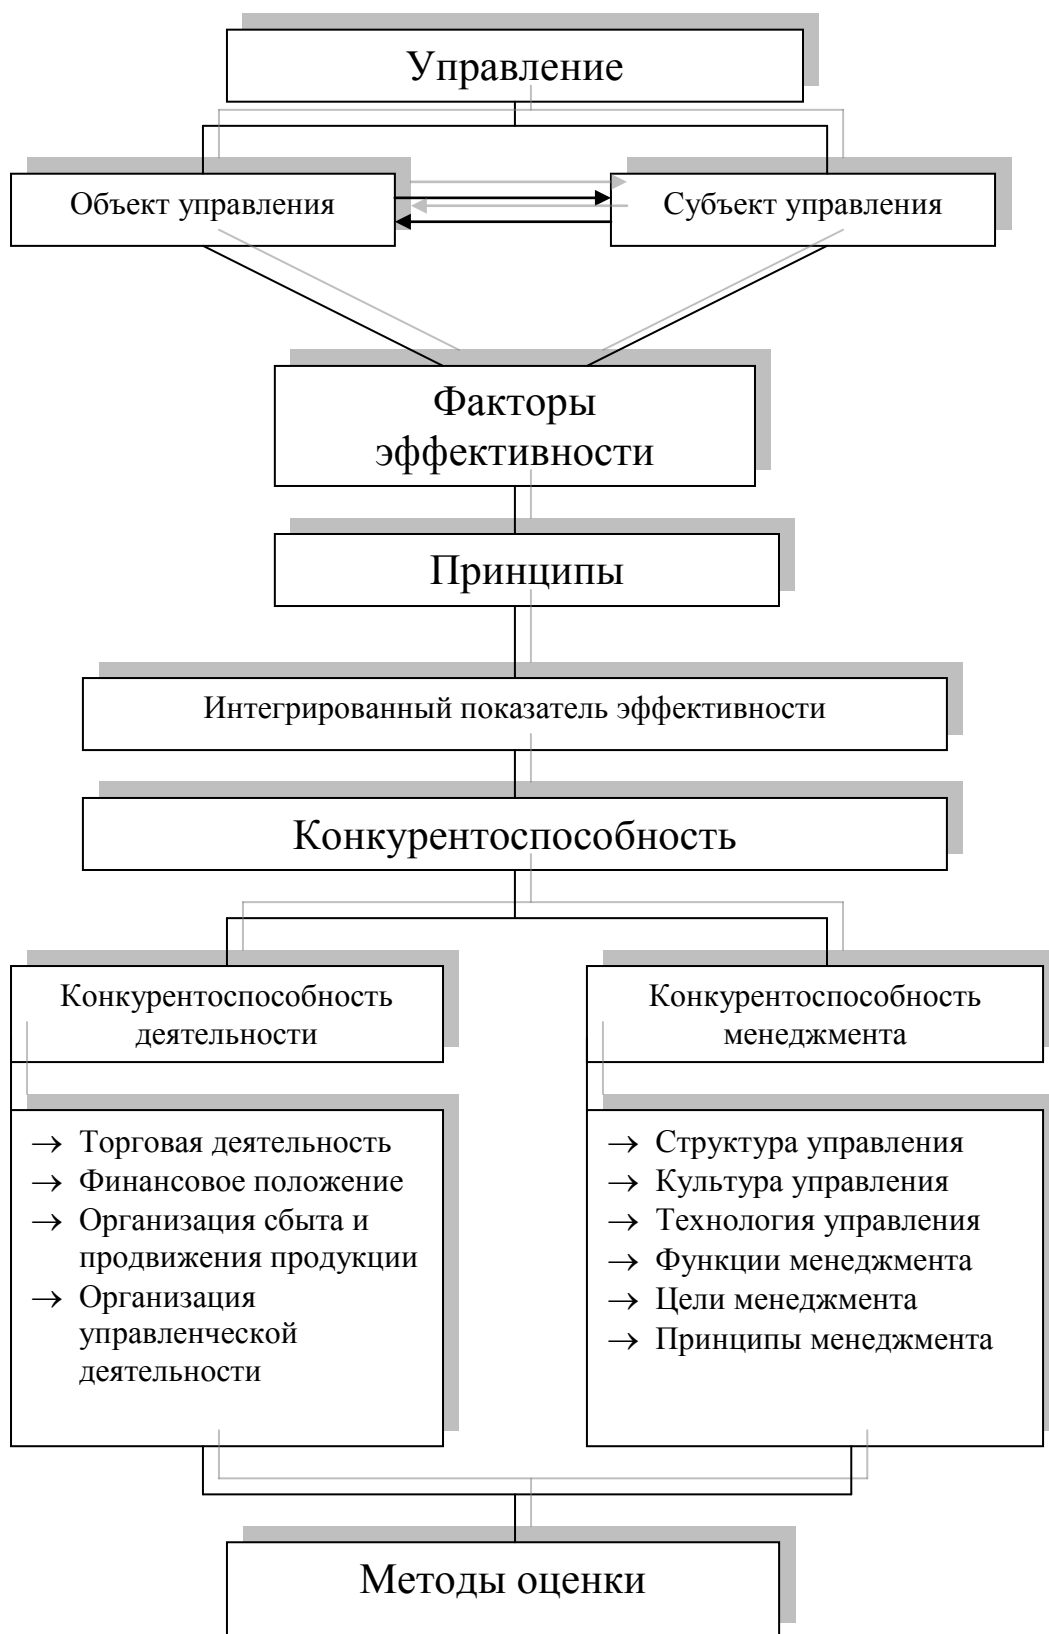 Управление
Объект управления
Субъект управления
Факторы
эффективности
Принципы
Интегрированный показатель эффективности
Конкурентоспособность
Конкурентоспособность
деятельности
Конкурентоспособность
менеджмента
→ Торговая деятельность
→ Финансовое положение
→ Организация сбыта и
продвижения продукции
→ Организация
управленческой
деятельности
→ Структура управления
→ Культура управления
→ Технология управления
→ Функции менеджмента
→ Цели менеджмента
→ Принципы менеджмента
Методы оценки